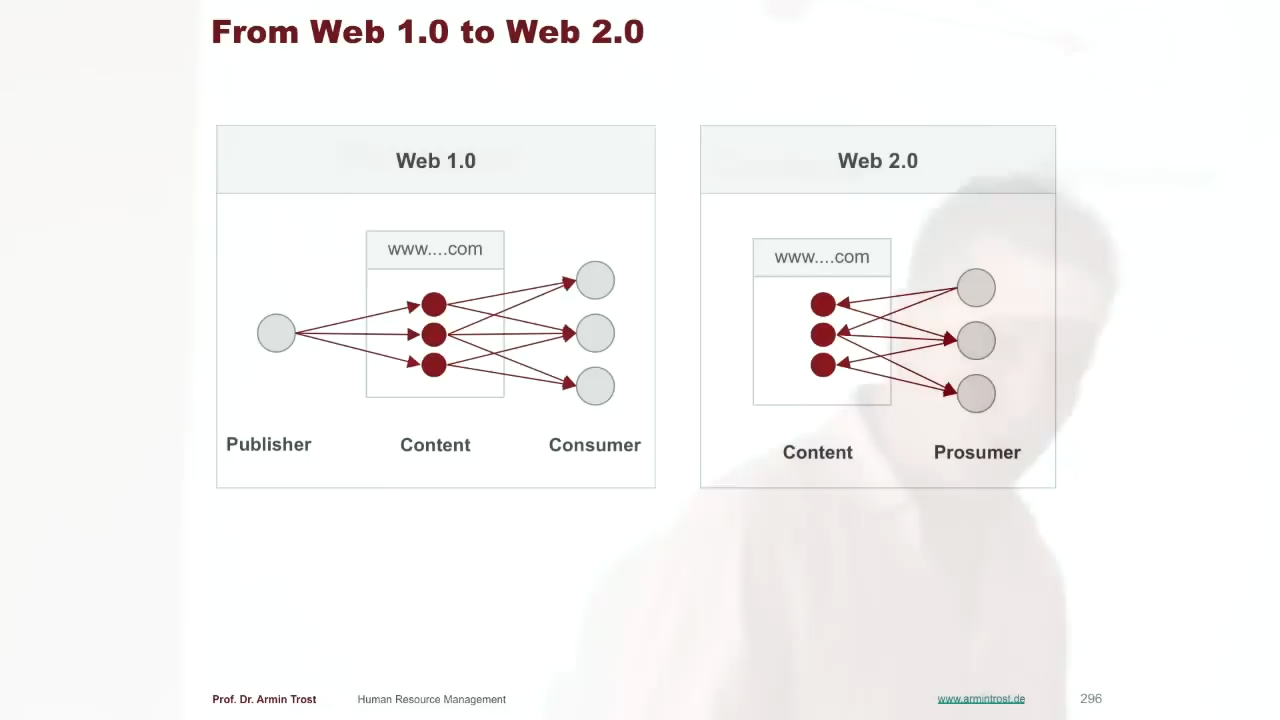 From Web 1.0 to Web 2.0
Web 1.0
www....com
Publisher
Content
Consumer
Web 2.0
www....com
Content
Prosumer
Prof. Dr. Armin Trost
Human Resource Management
www.armintrost.de
296